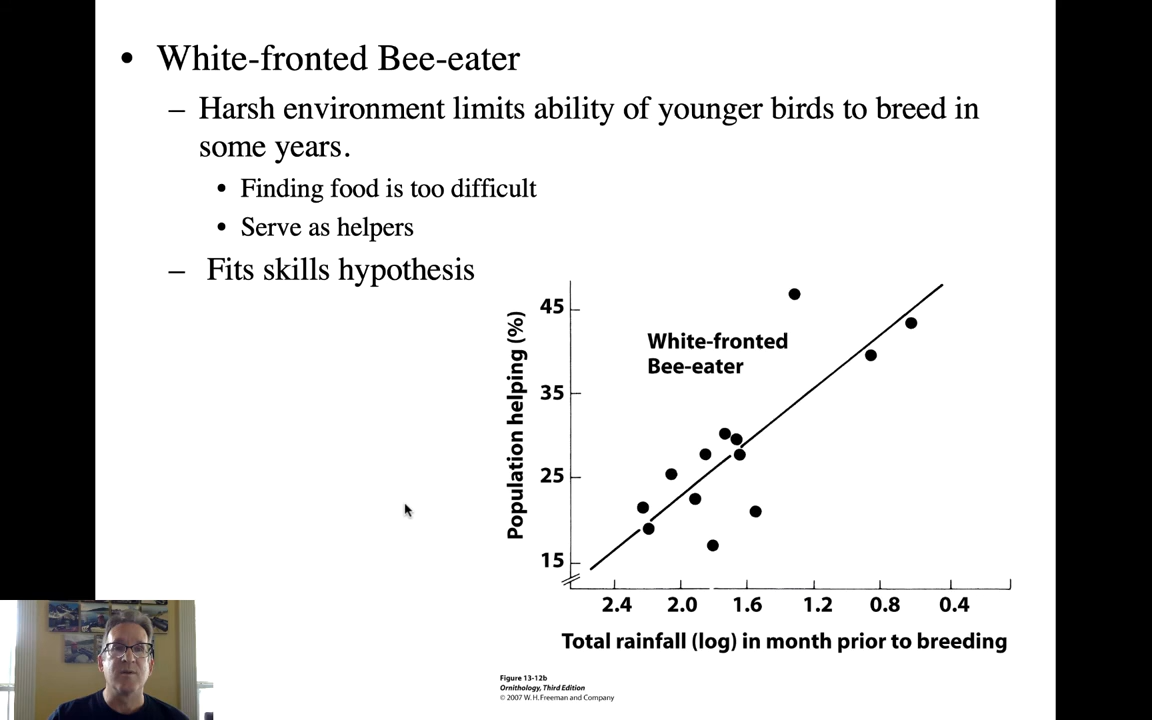 • White-fronted Bee-eater
– Harsh environment limits ability of younger birds to breed in
some years.
• Finding food is too difficult
• Serve as helpers
– Fits skills hypothesis
Population helping (%)
45
35
25
15
White-fronted
Bee-eater
2.4 2.0 1.6 1.2 0.8 0.4
Total rainfall (log) in month prior to breeding
Figure 13-12b
Ornithology, Third Edition
© 2007 W. H. Freeman and Company